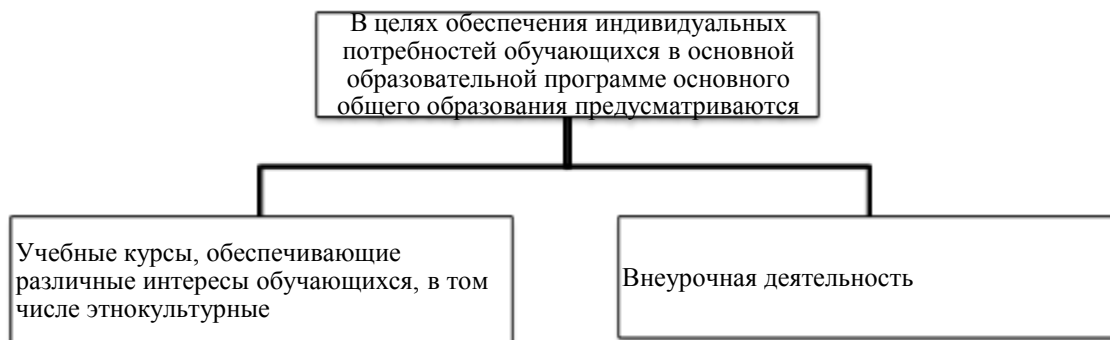 В целях обеспечения индивидуальных
потребностей обучающихся в основной
образовательной программе основного
общего образования предусматриваются
Учебные курсы, обеспечивающие
различные интересы обучающихся, в том
числе этнокультурные
Внеурочная деятельность